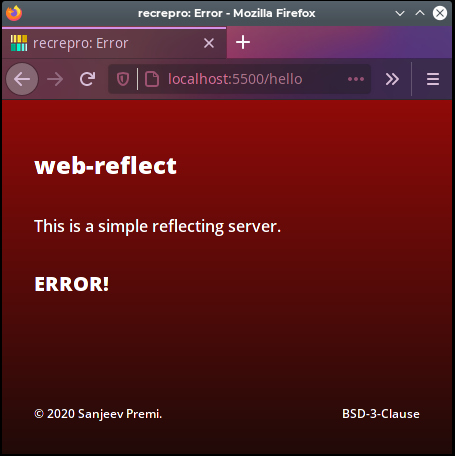 recrepro: Error - Mozilla Firefox
recrepro: Error
localhost:5500/hello
web-reflect
This is a simple reflecting server.
ERROR!
© 2020 Sanjeev Premi. BSD-3-Clause